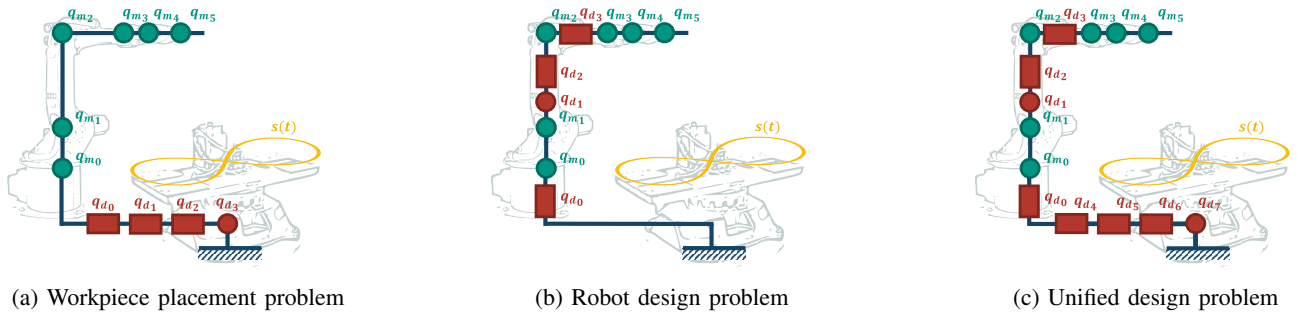 q_{m_2} q_{m_3} q_{m_4} q_{m_5}
q_{m_1}
s(t)
q_{m_0}
q_{d_0} q_{d_1} q_{d_2} q_{d_3}
(a) Workpiece placement problem
q_{m_2} q_{d_3} q_{m_3} q_{m_4} q_{m_5}
q_{d_2}
q_{d_1}
q_{m_1}
s(t)
q_{m_0}
q_{d_0}
(b) Robot design problem
q_{m_2} q_{d_3} q_{m_3} q_{m_4} q_{m_5}
q_{d_2}
q_{d_1}
q_{m_1}
s(t)
q_{m_0}
q_{d_0} q_{d_4} q_{d_5} q_{d_6} q_{d_7}
(c) Unified design problem